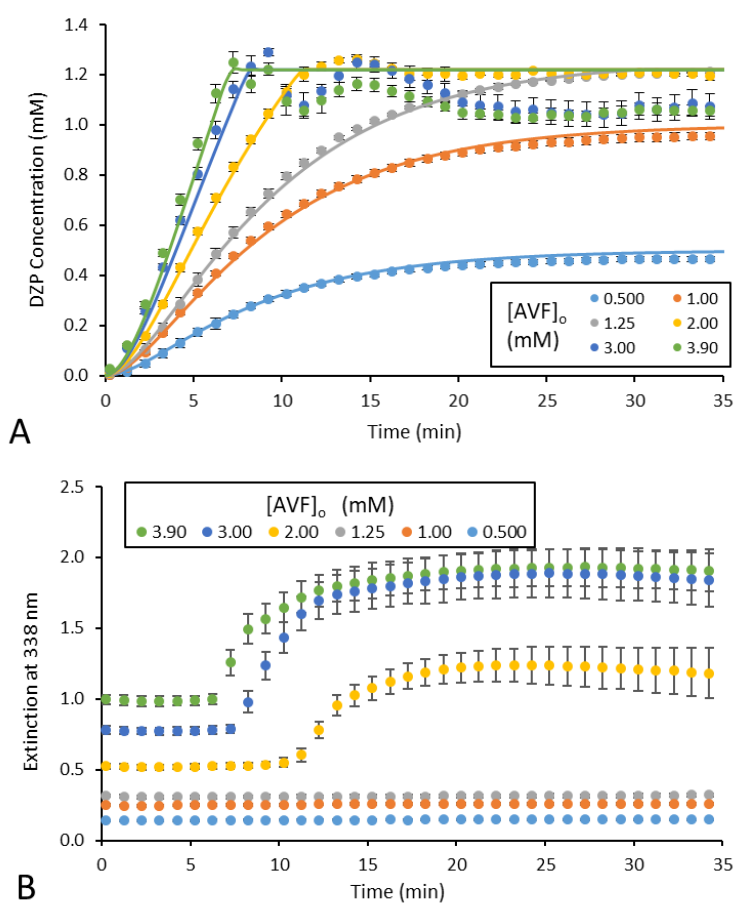 1.4
1.2
1.0
0.8
0.6
0.4
0.2
0.0
DZP Concentration (mM)
[AVF]o (mM)
0.500 1.00
1.25 2.00
3.00 3.90
0 5 10 15 20 25 30 35
Time (min)
A
2.5
2.0
1.5
1.0
0.5
0.0
Extinction at 338 nm
[AVF]o (mM)
3.90 3.00 2.00 1.25 1.00 0.500
0 5 10 15 20 25 30 35
Time (min)
B